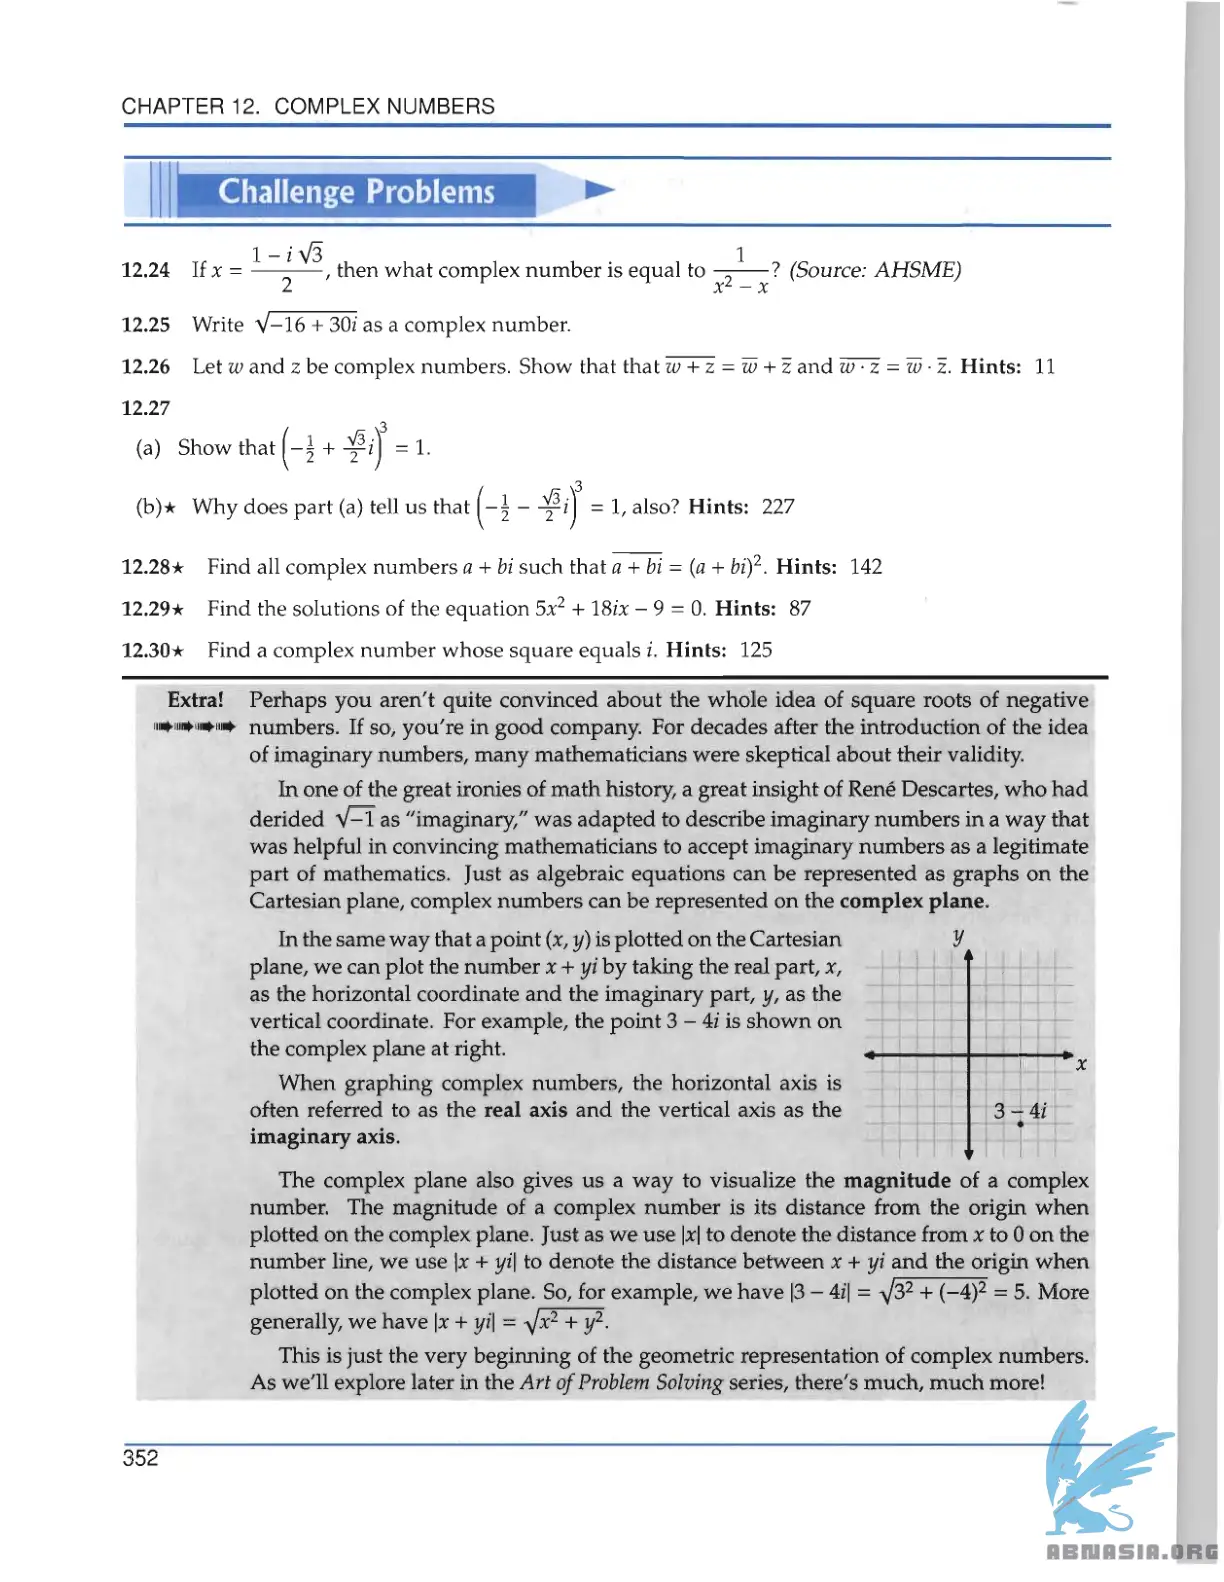 CHAPTER 12. COMPLEX NUMBERS
Challenge Problems
12.24 If x = \frac{1 - i\sqrt{3}}{2}, then what complex number is equal to \frac{1}{x^2 - x}? (Source: AHSME)
12.25 Write \sqrt{-16 + 30i} as a complex number.
12.26 Let w and z be complex numbers. Show that that \overline{w + z} = \overline{w} + \overline{z} and \overline{w \cdot z} = \overline{w} \cdot \overline{z}. Hints: 11
12.27
(a) Show that \left(-\frac{1}{2} + \frac{\sqrt{3}}{2}i\right)^3 = 1.
(b)★ Why does part (a) tell us that \left(-\frac{1}{2} - \frac{\sqrt{3}}{2}i\right)^3 = 1, also? Hints: 227
12.28★ Find all complex numbers a + bi such that \overline{a + bi} = (a + bi)². Hints: 142
12.29★ Find the solutions of the equation 5x² + 18ix − 9 = 0. Hints: 87
12.30★ Find a complex number whose square equals i. Hints: 125
Extra! Perhaps you aren't quite convinced about the whole idea of square roots of negative
numbers. If so, you're in good company. For decades after the introduction of the idea
of imaginary numbers, many mathematicians were skeptical about their validity.
In one of the great ironies of math history, a great insight of René Descartes, who had
derided √−1 as "imaginary," was adapted to describe imaginary numbers in a way that
was helpful in convincing mathematicians to accept imaginary numbers as a legitimate
part of mathematics. Just as algebraic equations can be represented as graphs on the
Cartesian plane, complex numbers can be represented on the complex plane.
In the same way that a point (x, y) is plotted on the Cartesian
plane, we can plot the number x + yi by taking the real part, x,
as the horizontal coordinate and the imaginary part, y, as the
vertical coordinate. For example, the point 3 − 4i is shown on
the complex plane at right.
When graphing complex numbers, the horizontal axis is
often referred to as the real axis and the vertical axis as the
imaginary axis.
y
x
3 − 4i
The complex plane also gives us a way to visualize the magnitude of a complex
number. The magnitude of a complex number is its distance from the origin when
plotted on the complex plane. Just as we use |x| to denote the distance from x to 0 on the
number line, we use |x + yi| to denote the distance between x + yi and the origin when
plotted on the complex plane. So, for example, we have |3 − 4i| = \sqrt{3² + (−4)²} = 5. More
generally, we have |x + yi| = \sqrt{x² + y²}.
This is just the very beginning of the geometric representation of complex numbers.
As we'll explore later in the Art of Problem Solving series, there's much, much more!
352
ABMASIA.ORG